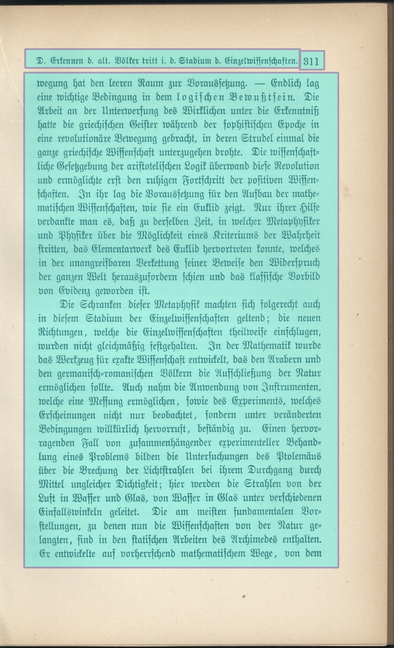 D. Erkennen d. alt. Völker tritt i. d. Stadium d. Einzelwissenschaften. 311
wegung hat den leeren Raum zur Voraussetzung. — Endlich lag
eine wichtige Bedingung in dem logischen Bewußtsein. Die
Arbeit an der Unterwerfung des Wirklichen unter die Erkenntniß
hatte die griechischen Geister während der sophistischen Epoche in
eine revolutionäre Bewegung gebracht, in deren Strudel einmal die
ganze griechische Wissenschaft unterzugehen drohte. Die wissenschaft-
liche Gesetzgebung der aristotelischen Logik überwand diese Revolution
und ermöglichte erst den ruhigen Fortschritt der positiven Wissen-
schaften. In ihr lag die Voraussetzung für den Aufbau der mathe-
matischen Wissenschaften, wie sie ein Euklid zeigt. Nur ihrer Hilfe
verdankte man es, daß zu derselben Zeit, in welcher Metaphysiker
und Physiker über die Möglichkeit eines Kriteriums der Wahrheit
stritten, das Elementarwerk des Euklid hervortreten konnte, welches
in der unangreifbaren Verkettung seiner Beweise den Widerspruch
der ganzen Welt herauszufordern schien und das klassische Vorbild
von Evidenz geworden ist.
Die Schranken dieser Metaphysik machten sich folgerecht auch
in diesem Stadium der Einzelwissenschaften geltend; die neuen
Richtungen, welche die Einzelwissenschaften theilweise einschlugen,
wurden nicht gleichmäßig festgehalten. In der Mathematik wurde
das Werkzeug für exakte Wissenschaft entwickelt, das den Arabern und
den germanisch-romanischen Völkern die Aufschließung der Natur
ermöglichen sollte. Auch nahm die Anwendung von Instrumenten,
welche eine Messung ermöglichen, sowie des Experiments, welches
Erscheinungen nicht nur beobachtet, sondern unter veränderten
Bedingungen willkürlich hervorruft, beständig zu. Einen hervor-
ragenden Fall von zusammenhängender experimenteller Behand-
lung eines Problems bilden die Untersuchungen des Ptolemäus
über die Brechung der Lichtstrahlen bei ihrem Durchgang durch
Mittel ungleicher Dichtigkeit; hier werden die Strahlen von der
Luft in Wasser und Glas, von Wasser in Glas unter verschiedenen
Einfallswinkeln geleitet. Die am meisten fundamentalen Vor-
stellungen, zu denen nun die Wissenschaften von der Natur ge-
langten, sind in den statischen Arbeiten des Archimedes enthalten.
Er entwickelte auf vorherrschend mathematischem Wege, von dem